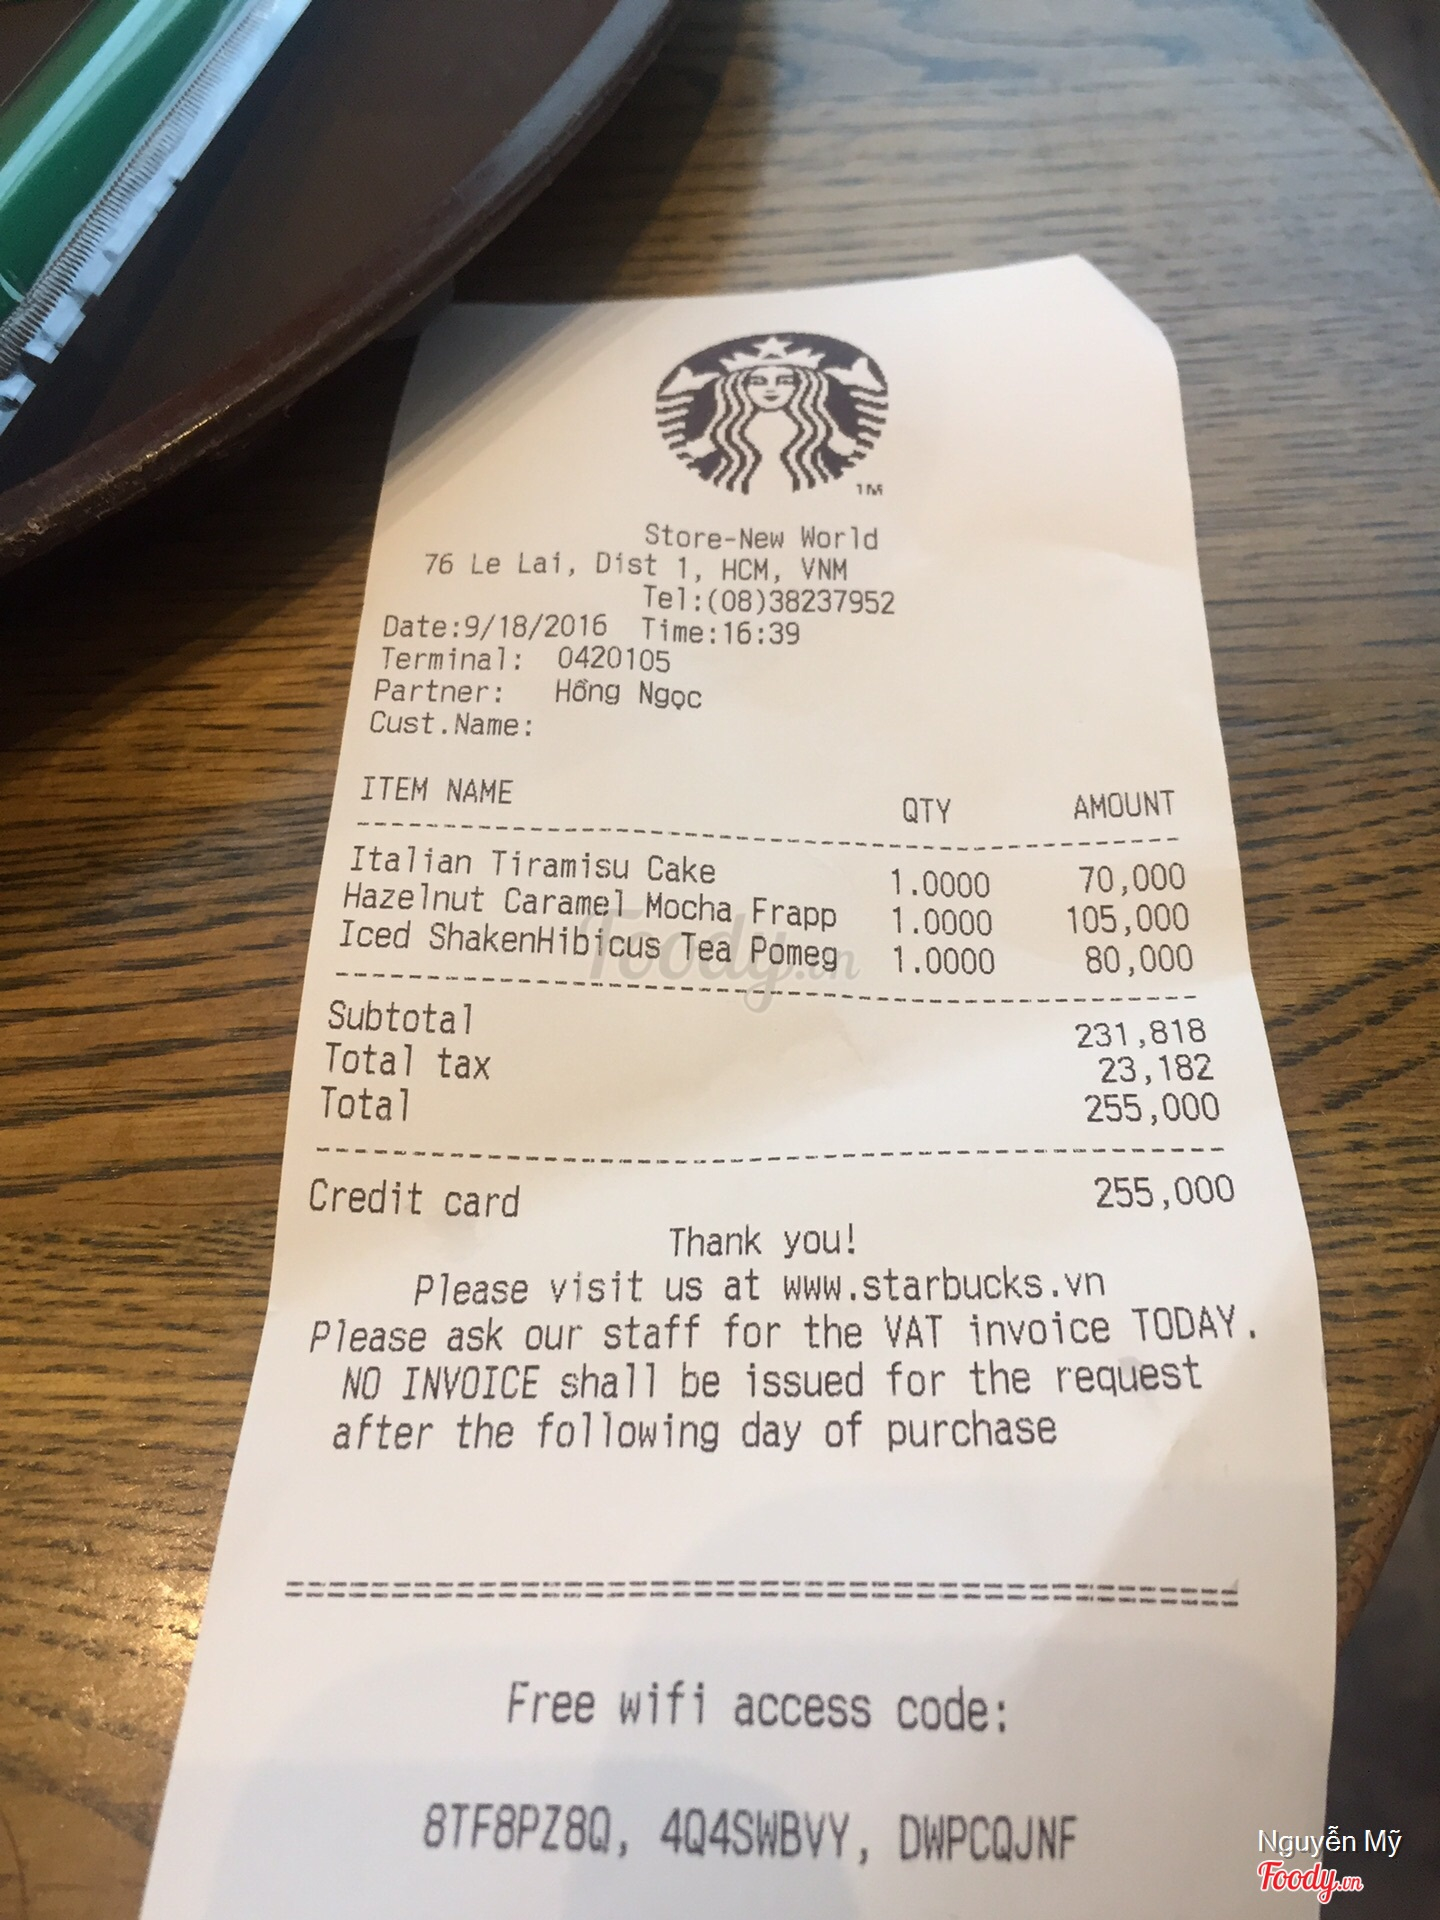 TM
Store-New World
76 Le Lai, Dist 1, HCM, VNM
Tel:(08)38237952
Date:9/18/2016 Time:16:39
Terminal: 0420105
Partner: Hồng Ngọc
Cust.Name:
ITEM NAME QTY AMOUNT
Italian Tiramisu Cake 1.0000 70,000
Hazelnut Caramel Mocha Frapp 1.0000 105,000
Iced ShakenHibicus Tea Pomeg 1.0000 80,000
Foody.vn
Subtotal 231,818
Total tax 23,182
Total 255,000
Credit card 255,000
Thank you!
Please visit us at www.starbucks.vn
Please ask our staff for the VAT invoice TODAY.
NO INVOICE shall be issued for the request
after the following day of purchase
Free wifi access code:
8TF8PZ8Q, 4Q4SWBVY, DWPCQJNF
Nguyễn Mỹ
Foody.vn